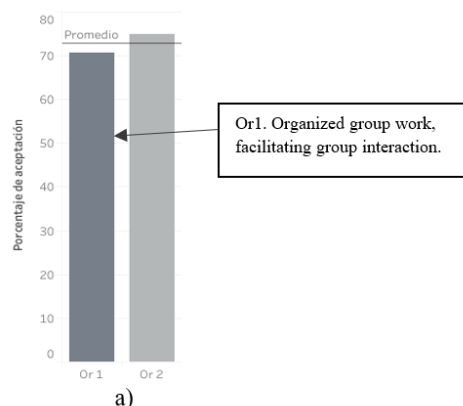 80
Promedio
70
60
50
40
30
20
10
0
Porcentaje de aceptación
Or 1 Or 2
a)
Or1. Organized group work,
facilitating group interaction.